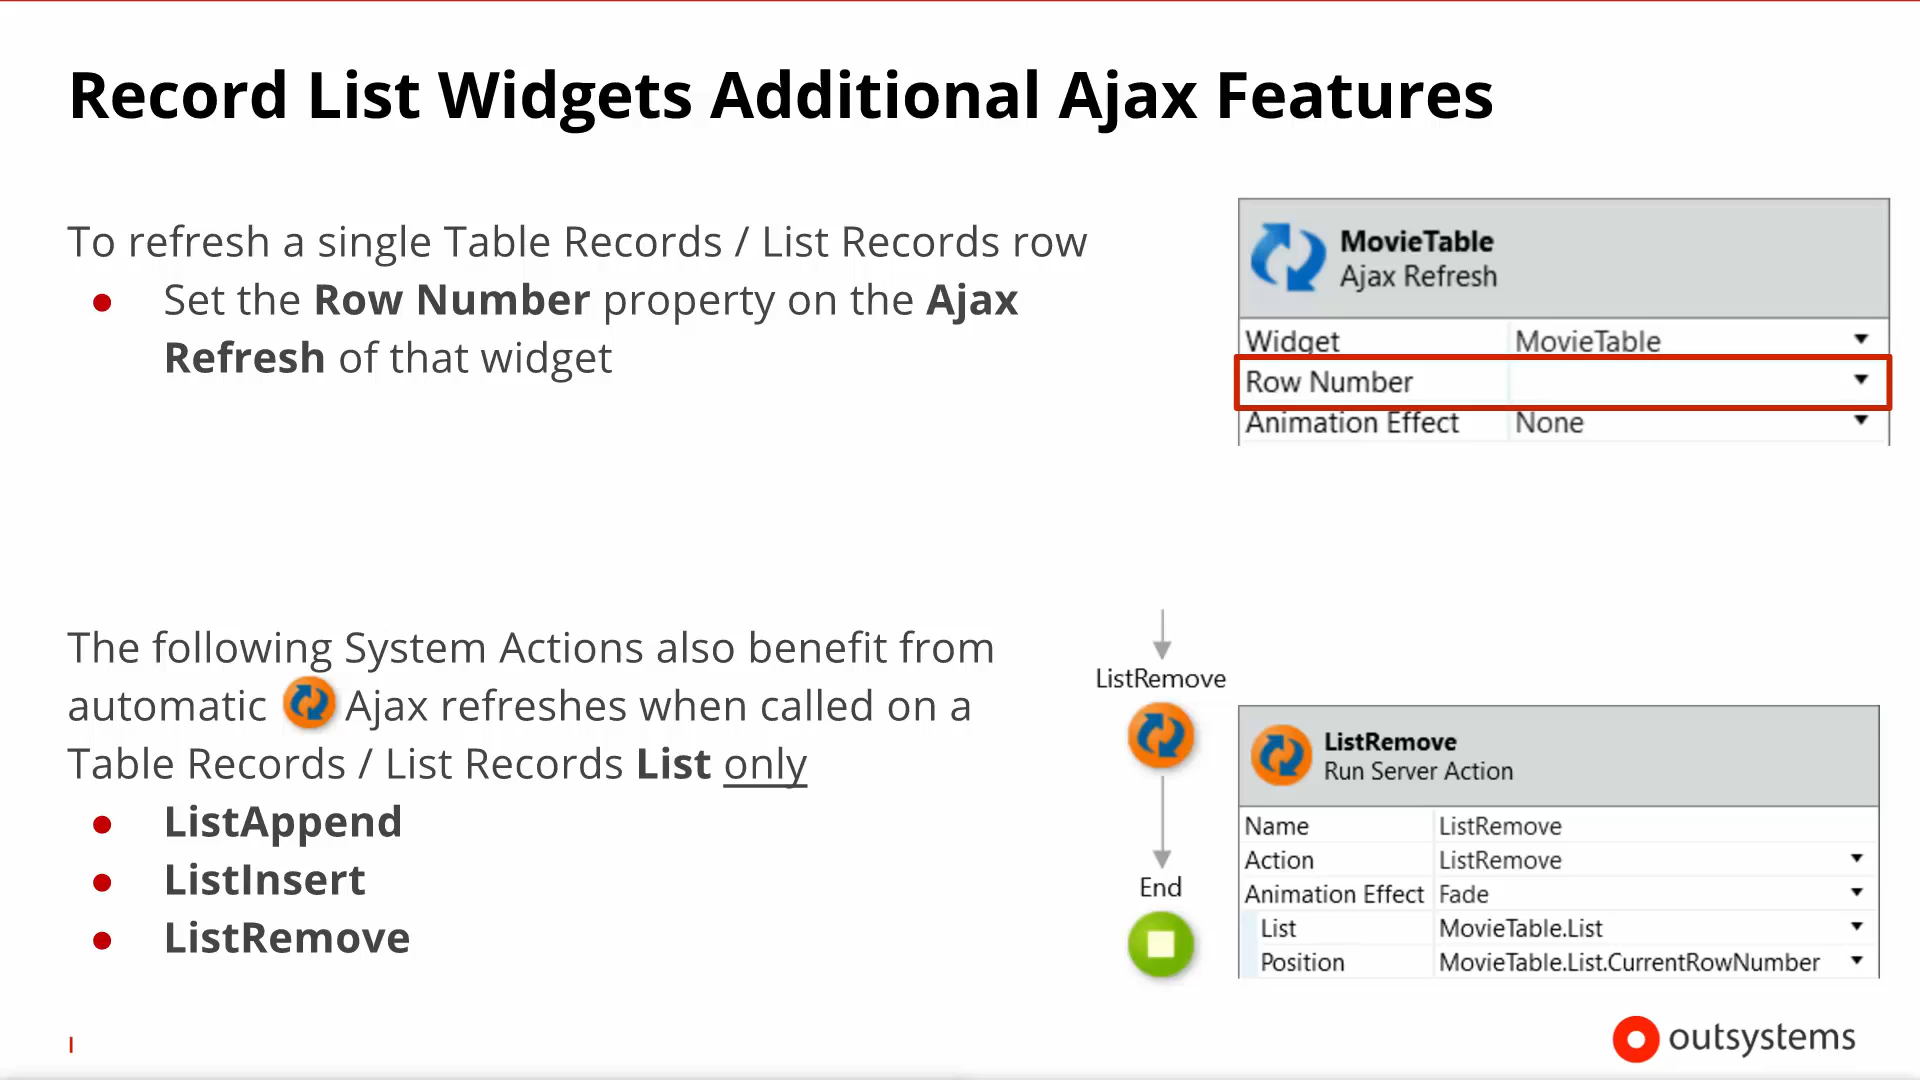 Record List Widgets Additional Ajax Features
To refresh a single Table Records / List Records row
● Set the Row Number property on the Ajax
Refresh of that widget
MovieTable
Ajax Refresh
Widget MovieTable
Row Number
Animation Effect None
The following System Actions also benefit from
automatic Ajax refreshes when called on a
Table Records / List Records List only
● ListAppend
● ListInsert
● ListRemove
ListRemove
End
ListRemove
Run Server Action
Name ListRemove
Action ListRemove
Animation Effect Fade
List MovieTable.List
Position MovieTable.List.CurrentRowNumber
outsystems